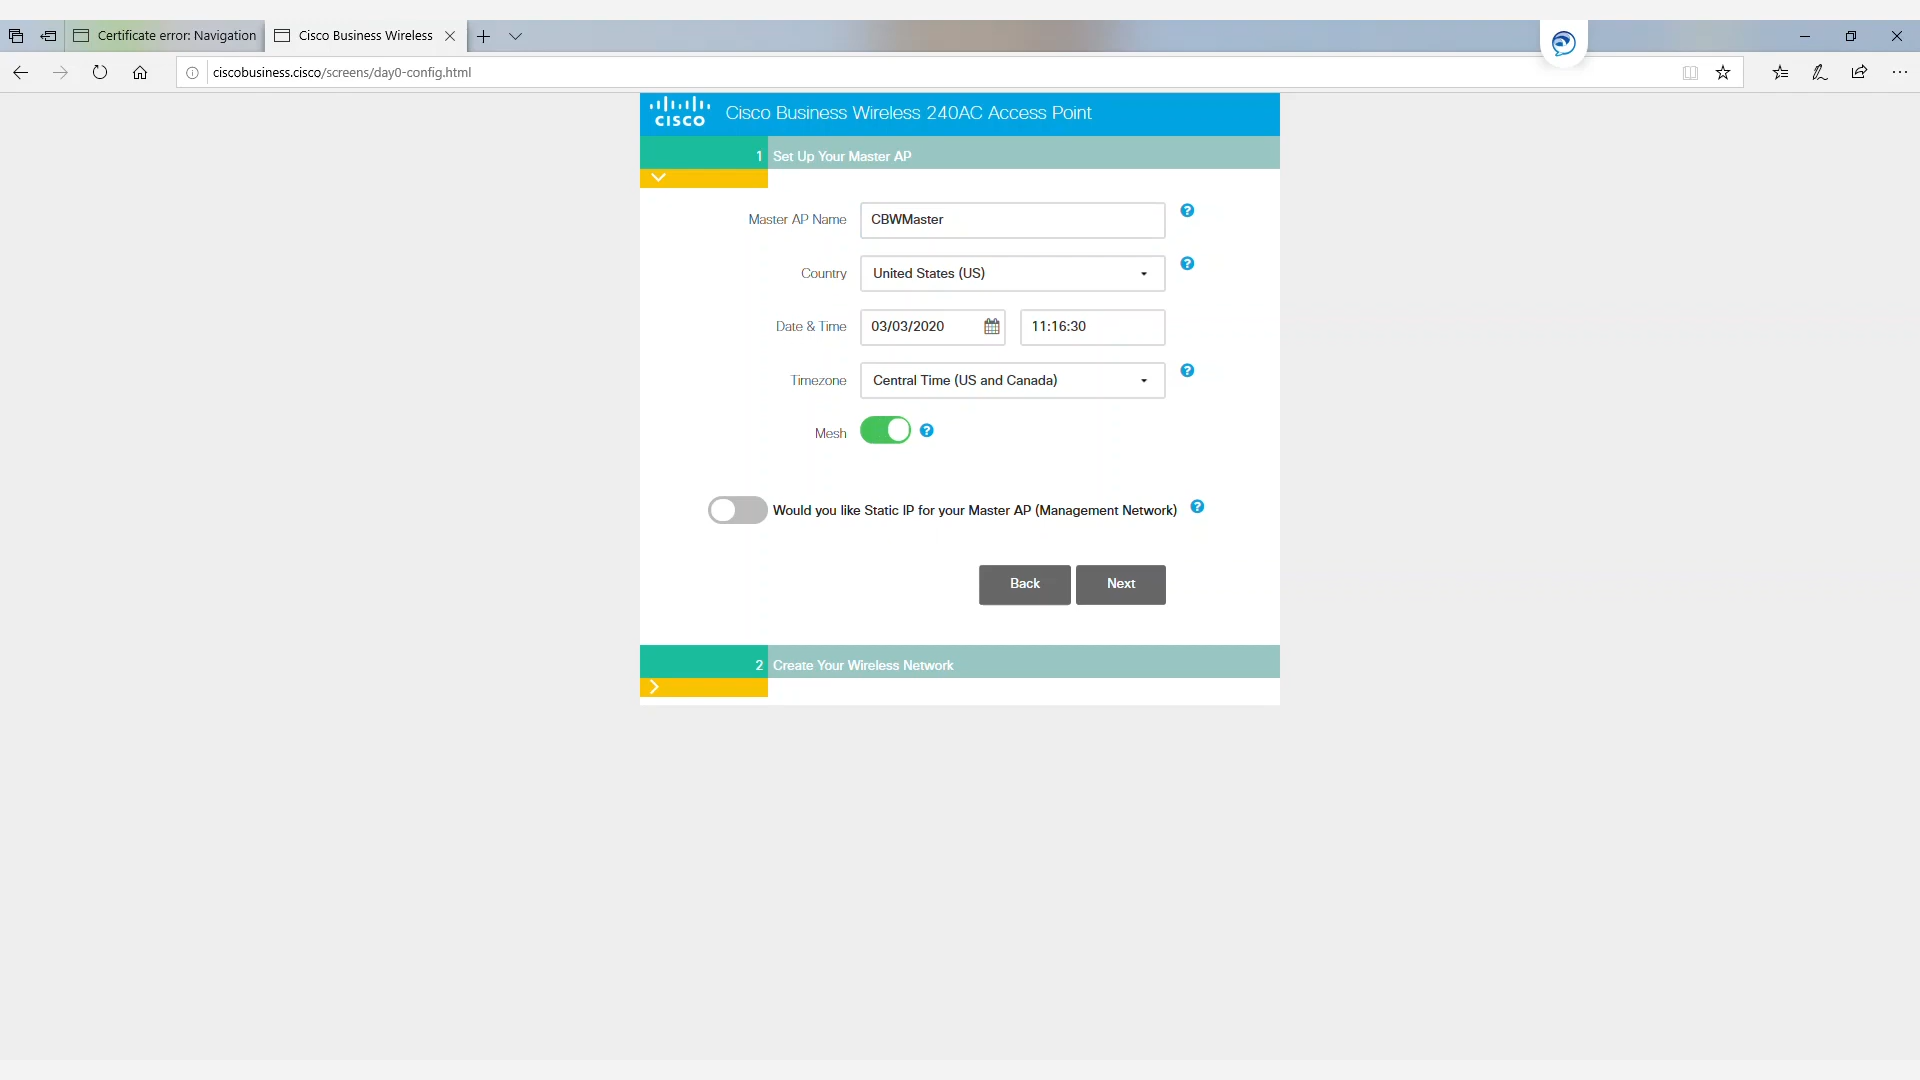 Certificate error: Navigation
Cisco Business Wireless
ciscobusiness.cisco/screens/day0-config.html
CISCO
Cisco Business Wireless 240AC Access Point
1 Set Up Your Master AP
Master AP Name CBWMaster
Country United States (US)
Date & Time 03/03/2020 11:16:30
Timezone Central Time (US and Canada)
Mesh
Would you like Static IP for your Master AP (Management Network)
Back Next
2 Create Your Wireless Network